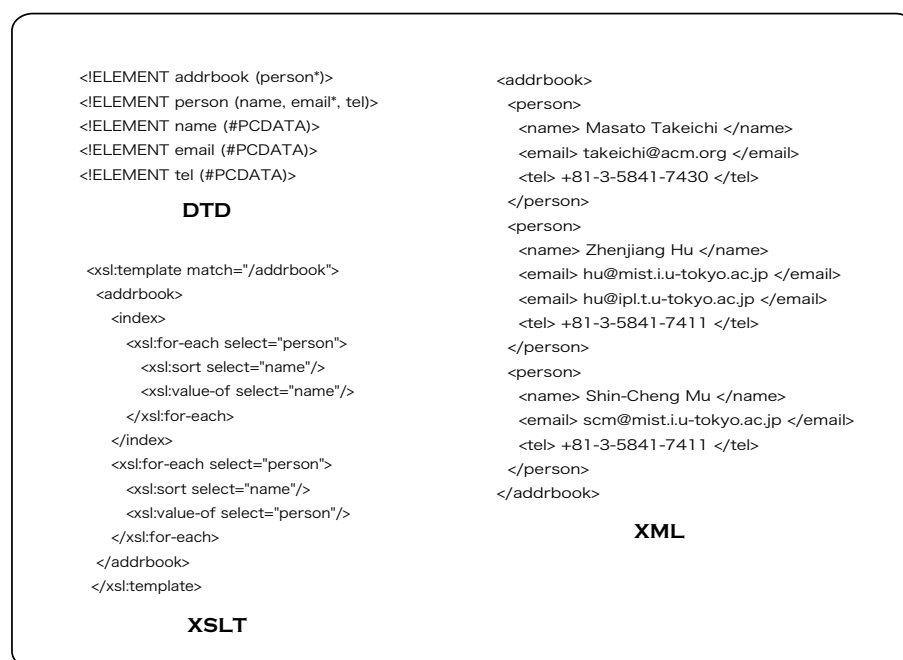 <!ELEMENT addrbook (person*)>
<!ELEMENT person (name, email*, tel)>
<!ELEMENT name (#PCDATA)>
<!ELEMENT email (#PCDATA)>
<!ELEMENT tel (#PCDATA)>
DTD
<xsl:template match="/addrbook">
<addrbook>
<index>
<xsl:for-each select="person">
<xsl:sort select="name"/>
<xsl:value-of select="name"/>
</xsl:for-each>
</index>
<xsl:for-each select="person">
<xsl:sort select="name"/>
<xsl:value-of select="person"/>
</xsl:for-each>
</addrbook>
</xsl:template>
XSLT
<addrbook>
<person>
<name> Masato Takeichi </name>
<email> takeichi@acm.org </email>
<tel> +81-3-5841-7430 </tel>
</person>
<person>
<name> Zhenjiang Hu </name>
<email> hu@mist.i.u-tokyo.ac.jp </email>
<email> hu@ipl.t.u-tokyo.ac.jp </email>
<tel> +81-3-5841-7411 </tel>
</person>
<person>
<name> Shin-Cheng Mu </name>
<email> scm@mist.i.u-tokyo.ac.jp </email>
<tel> +81-3-5841-7411 </tel>
</person>
</addrbook>
XML